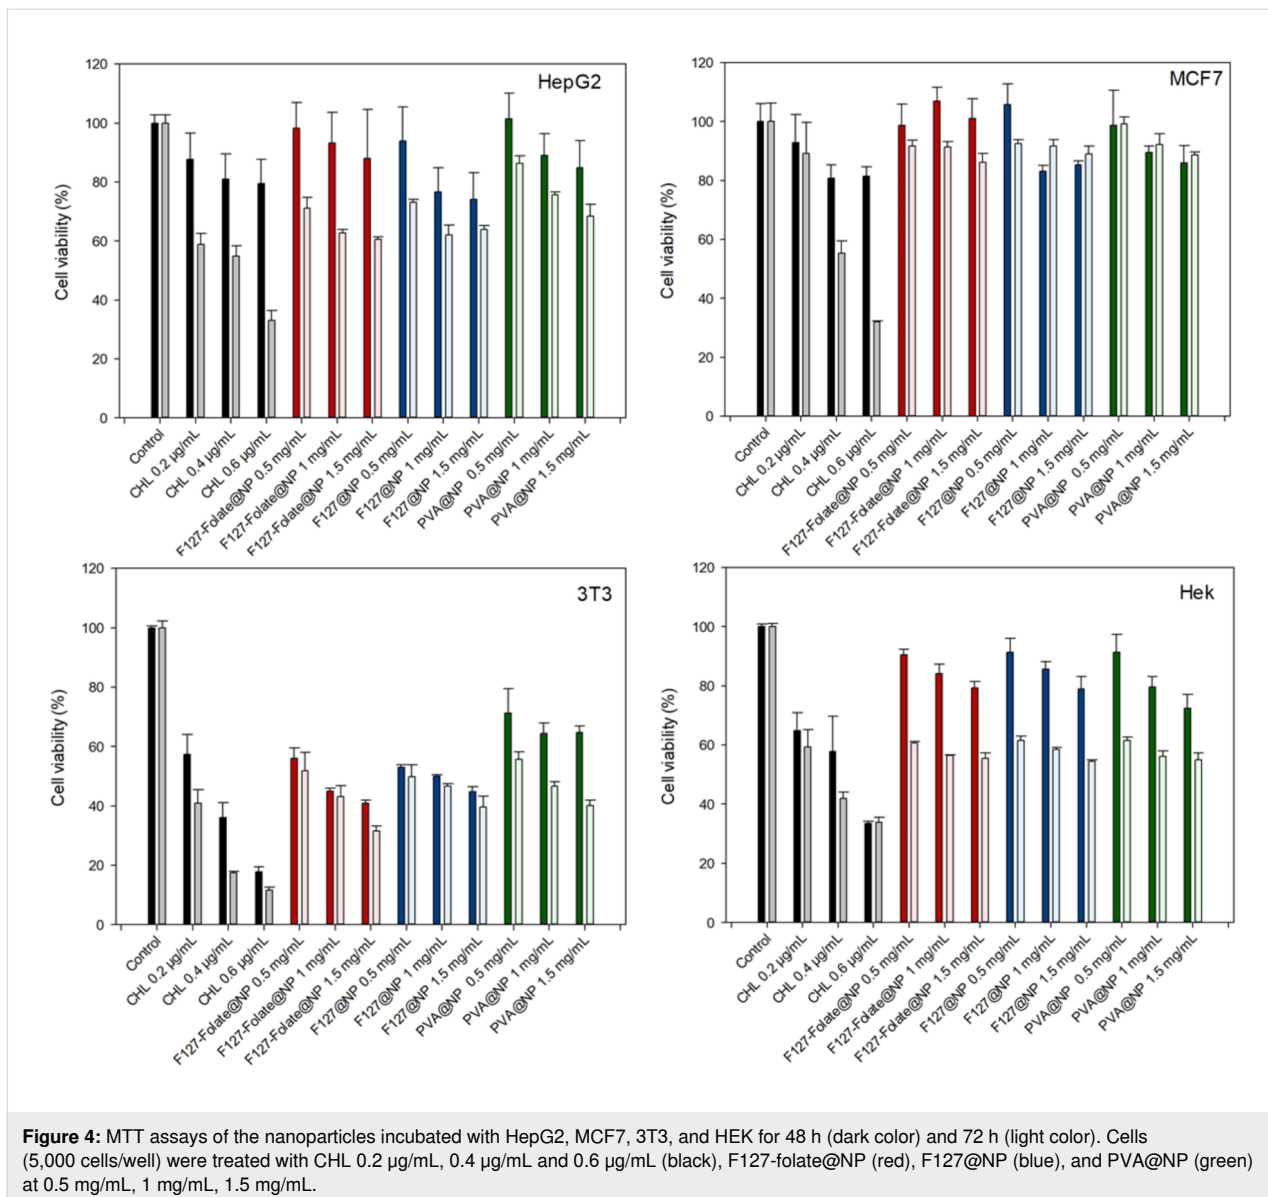 HepG2
Cell viability (%)
120
100
80
60
40
20
0
Control
CHL 0.2 µg/mL
CHL 0.4 µg/mL
CHL 0.6 µg/mL
F127-Folate@NP 0.5 mg/mL
F127-Folate@NP 1 mg/mL
F127-Folate@NP 1.5 mg/mL
F127@NP 0.5 mg/mL
F127@NP 1 mg/mL
F127@NP 1.5 mg/mL
PVA@NP 0.5 mg/mL
PVA@NP 1 mg/mL
PVA@NP 1.5 mg/mL
MCF7
Cell viability (%)
120
100
80
60
40
20
0
Control
CHL 0.2 µg/mL
CHL 0.4 µg/mL
CHL 0.6 µg/mL
F127-Folate@NP 0.5 mg/mL
F127-Folate@NP 1 mg/mL
F127-Folate@NP 1.5 mg/mL
F127@NP 0.5 mg/mL
F127@NP 1 mg/mL
F127@NP 1.5 mg/mL
PVA@NP 0.5 mg/mL
PVA@NP 1 mg/mL
PVA@NP 1.5 mg/mL
3T3
Cell viability (%)
120
100
80
60
40
20
0
Control
CHL 0.2 µg/mL
CHL 0.4 µg/mL
CHL 0.6 µg/mL
F127-Folate@NP 0.5 mg/mL
F127-Folate@NP 1 mg/mL
F127-Folate@NP 1.5 mg/mL
F127@NP 0.5 mg/mL
F127@NP 1 mg/mL
F127@NP 1.5 mg/mL
PVA@NP 0.5 mg/mL
PVA@NP 1 mg/mL
PVA@NP 1.5 mg/mL
Hek
Cell viability (%)
120
100
80
60
40
20
0
Control
CHL 0.2 µg/mL
CHL 0.4 µg/mL
CHL 0.6 µg/mL
F127-Folate@NP 0.5 mg/mL
F127-Folate@NP 1 mg/mL
F127-Folate@NP 1.5 mg/mL
F127@NP 0.5 mg/mL
F127@NP 1 mg/mL
F127@NP 1.5 mg/mL
PVA@NP 0.5 mg/mL
PVA@NP 1 mg/mL
PVA@NP 1.5 mg/mL
Figure 4: MTT assays of the nanoparticles incubated with HepG2, MCF7, 3T3, and HEK for 48 h (dark color) and 72 h (light color). Cells
(5,000 cells/well) were treated with CHL 0.2 µg/mL, 0.4 µg/mL and 0.6 µg/mL (black), F127-folate@NP (red), F127@NP (blue), and PVA@NP (green)
at 0.5 mg/mL, 1 mg/mL, 1.5 mg/mL.